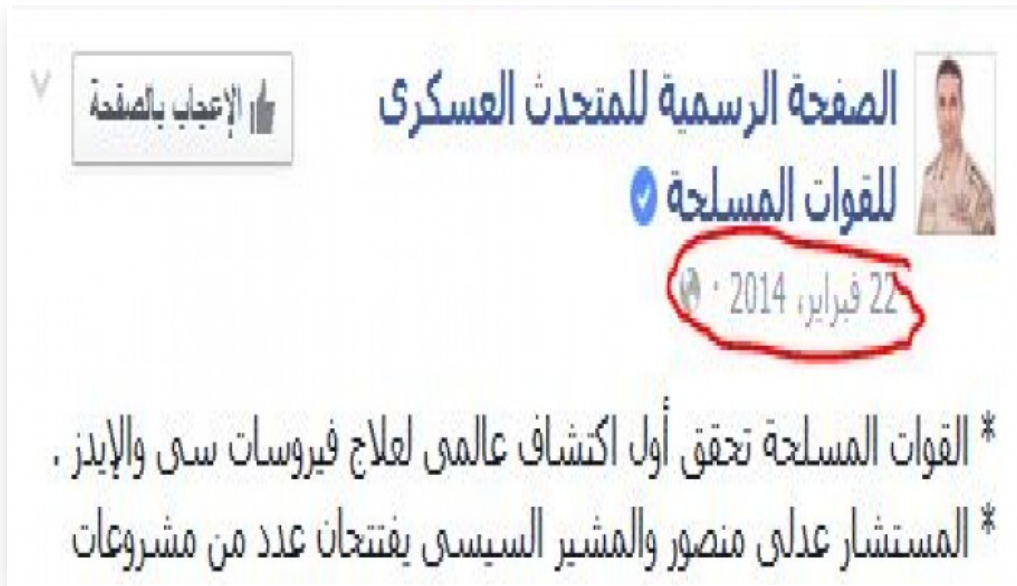 الصفحة الرسمية للمتحدث العسكرى
للقوات المسلحة
الإعجاب بالصفحة
22 فبراير، 2014 ·
* القوات المسلحة تحقق أول اكتشاف عالمى لعلاج فيروسات سى والإيدز .
* المستشار عدلى منصور والمشير السيسى يفتتحان عدد من مشروعات